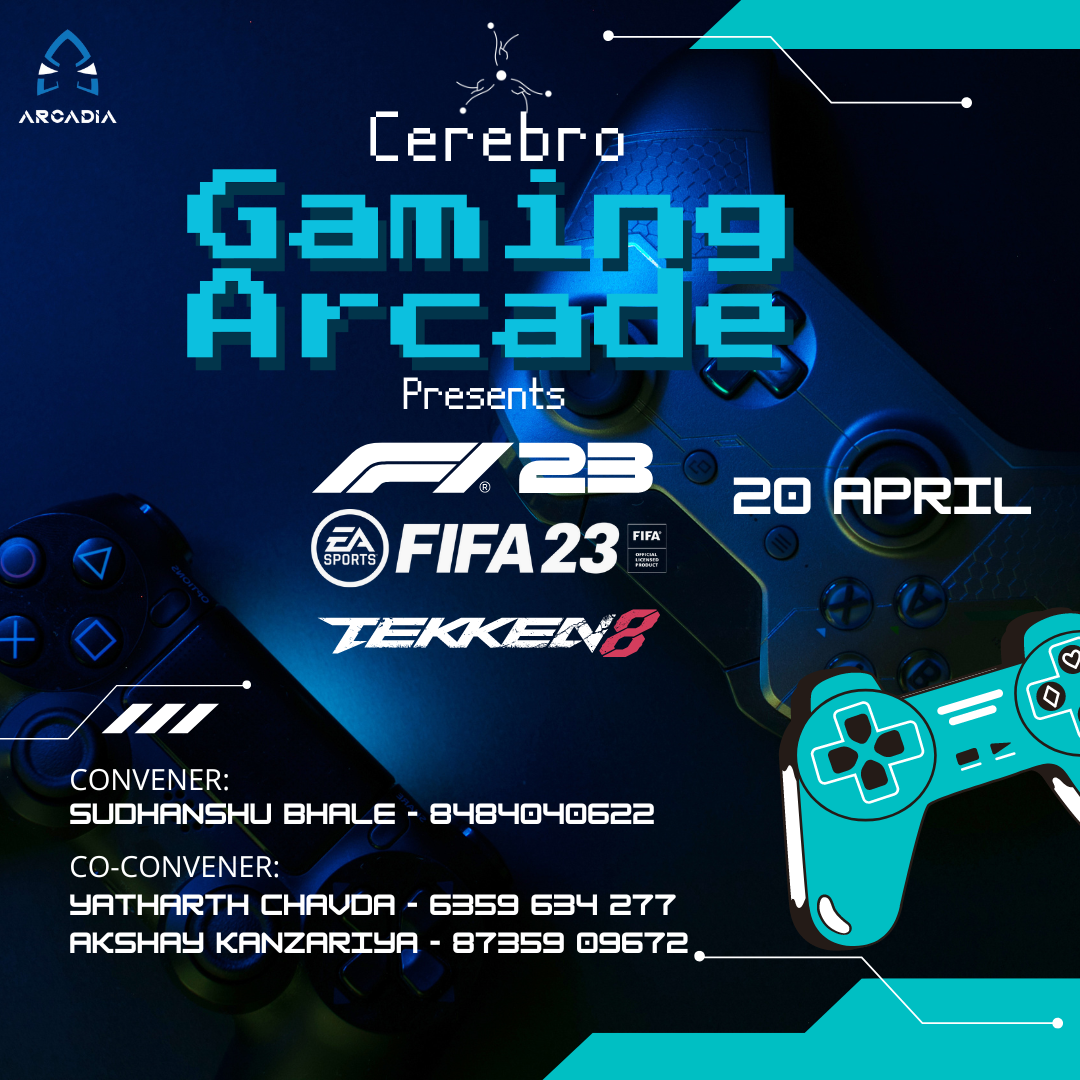 ARCADIA
Cerebro
Gaming
Arcade
Presents
F1® 23
EA SPORTS FIFA 23 FIFA® OFFICIAL LICENSED PRODUCT
TEKKEN 8
20 APRIL
CONVENER:
SUDHANSHU BHALE - 8484040622
CO-CONVENER:
YATHARTH CHAVDA - 6359 634 277
AKSHAY KANZARIYA - 87359 09672